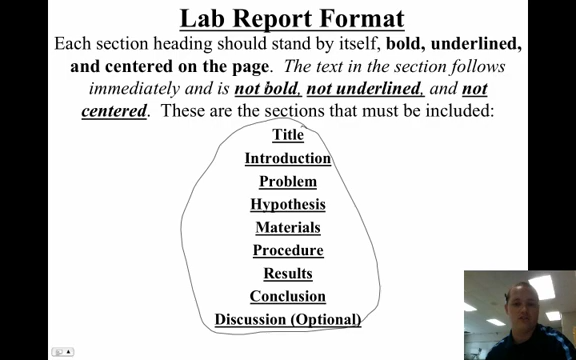 Lab Report Format
Each section heading should stand by itself, bold, underlined,
and centered on the page. The text in the section follows
immediately and is not bold, not underlined, and not
centered. These are the sections that must be included:
Title
Introduction
Problem
Hypothesis
Materials
Procedure
Results
Conclusion
Discussion (Optional)